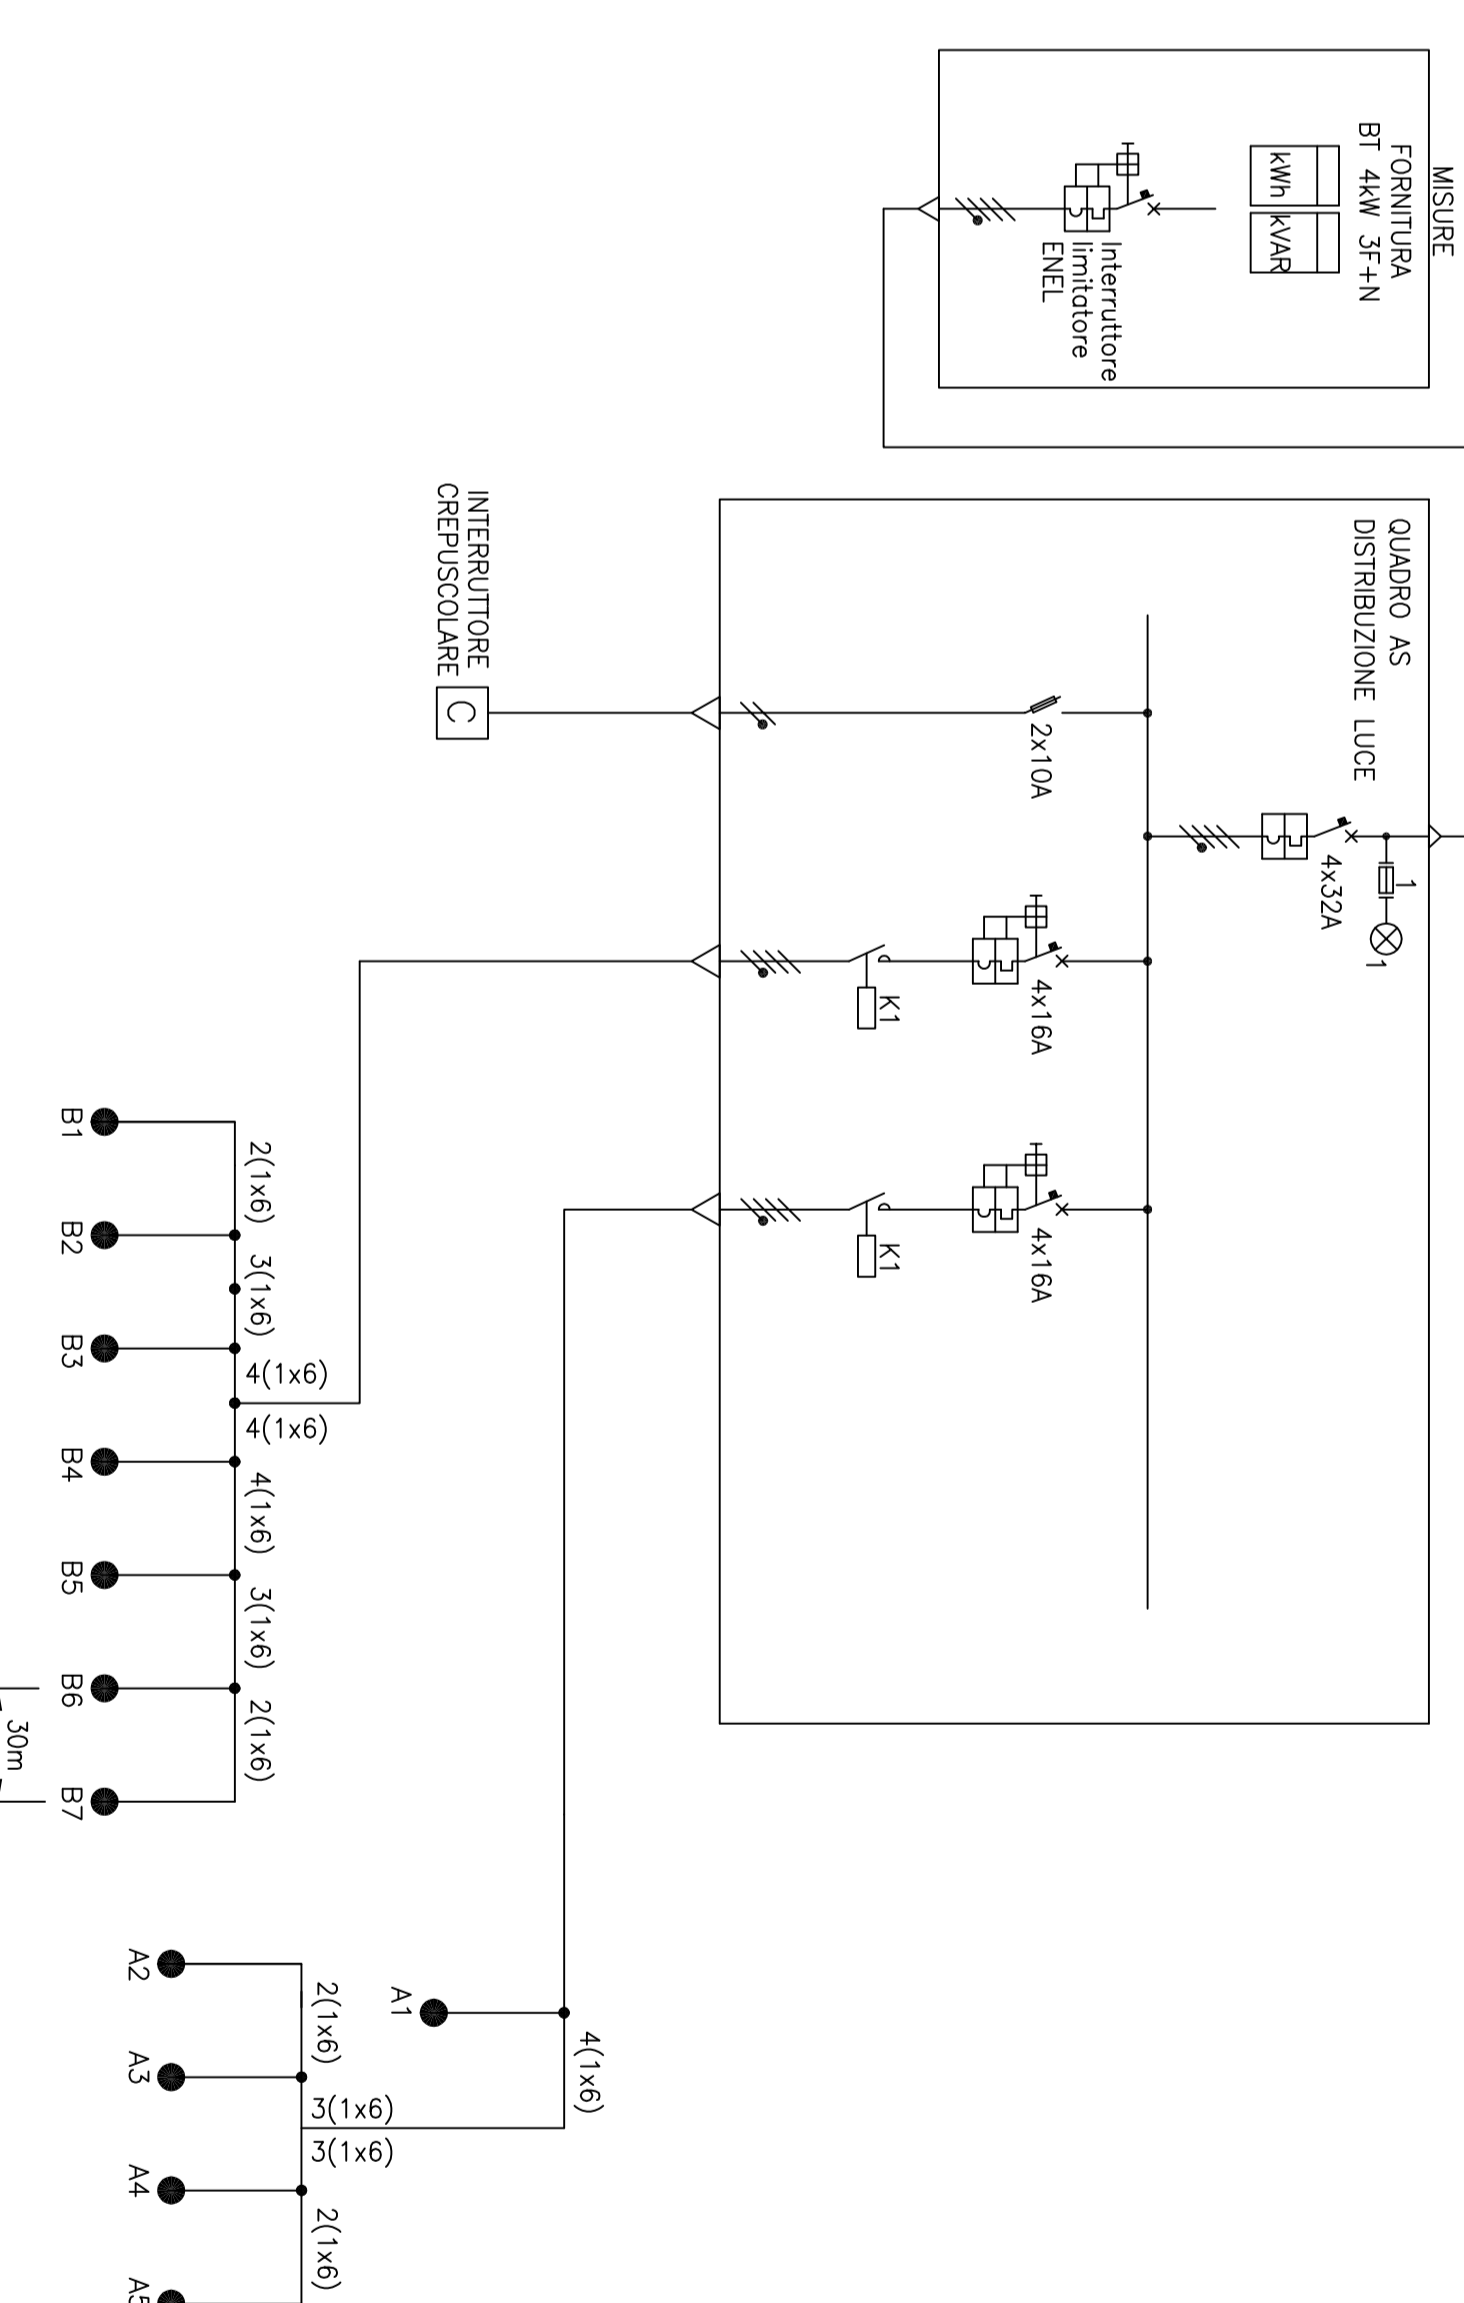 MISURE
FORNITURA
BT 4kW 3F+N
kWh
kVAR
Interruttore
limitatore
ENEL
QUADRO AS
DISTRIBUZIONE LUCE
1
1
4x32A
2x10A
4x16A
4x16A
K1
K1
INTERRUTTORE
CREPUSCOLARE
C
4(1x6)
A1
4(1x6)
4(1x6)
2(1x6)
3(1x6)
4(1x6)
3(1x6)
2(1x6)
B1
B2
B3
B4
B5
B6
B7
30m
3(1x6)
3(1x6)
2(1x6)
2(1x6)
A2
A3
A4
A5